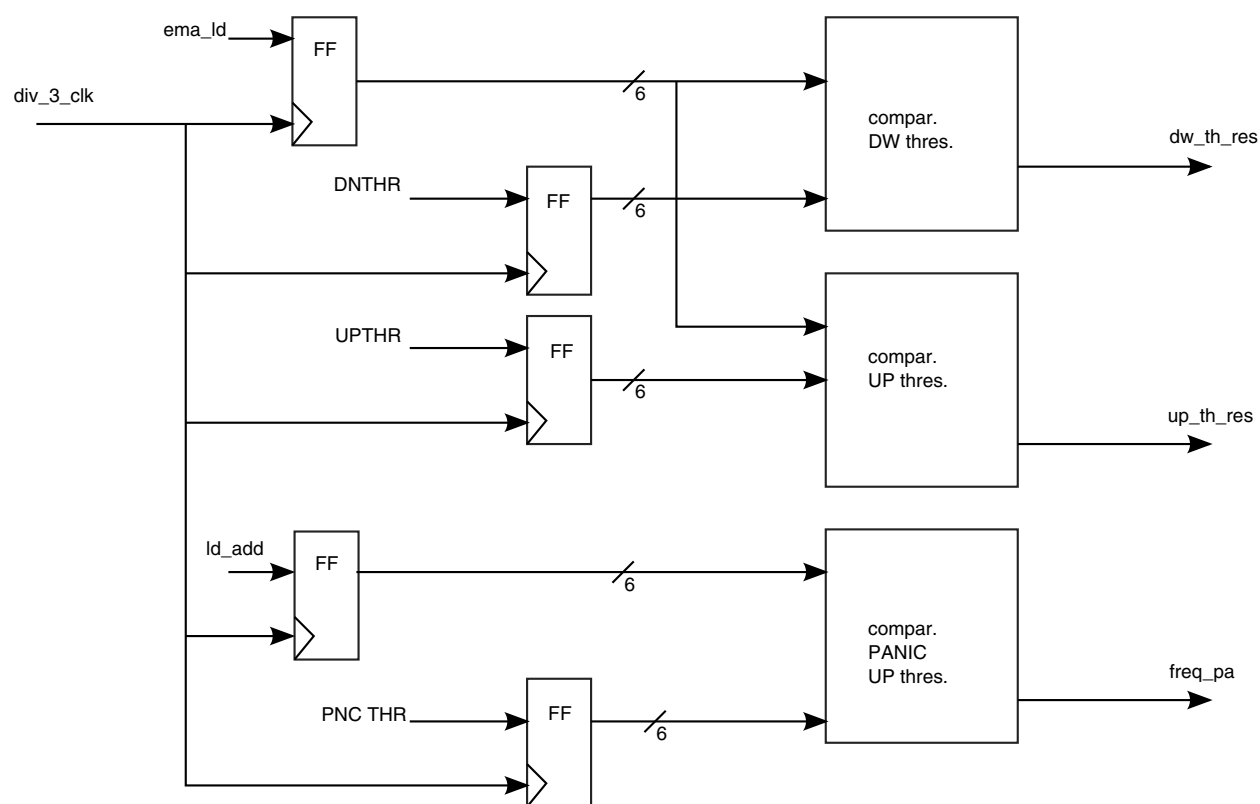 ema_ld
FF
div_3_clk
6
compar.
DW thres.
dw_th_res
DNTHR
FF
6
UPTHR
FF
6
compar.
UP thres.
up_th_res
ld_add
FF
6
compar.
PANIC
UP thres.
freq_pa
PNC THR
FF
6